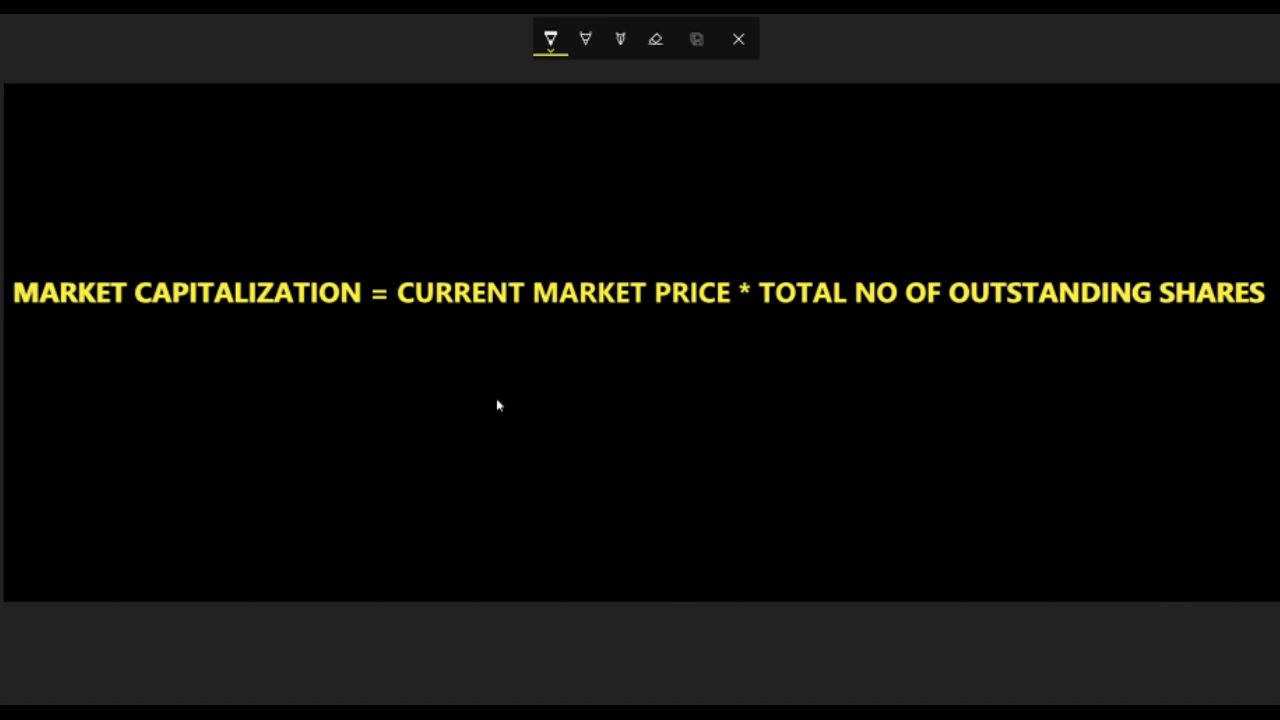 MARKET CAPITALIZATION = CURRENT MARKET PRICE * TOTAL NO OF OUTSTANDING SHARES